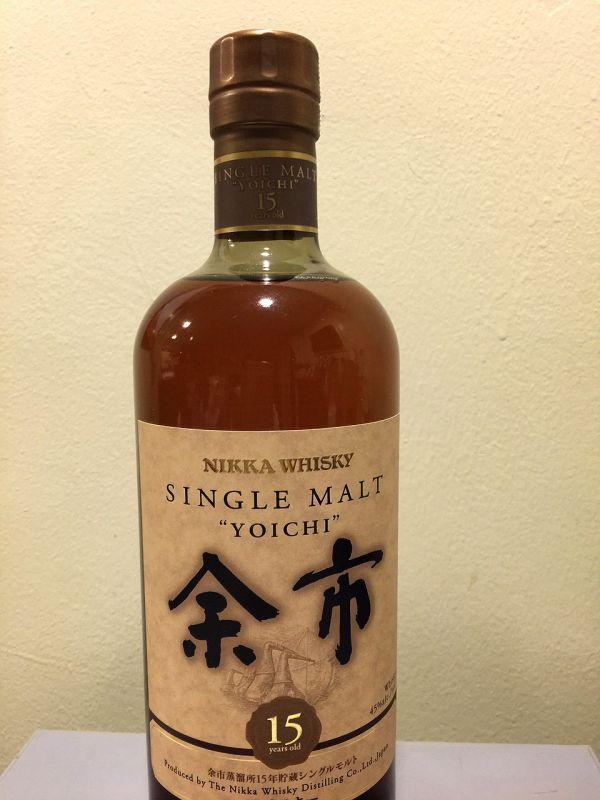 SINGLE MALT
"YOICHI"
15
years old
NIKKA WHISKY
SINGLE MALT
"YOICHI"
余市
45%alc
15
years old
余市蒸溜所15年貯蔵シングルモルト
Produced by The Nikka Whisky Distilling Co.,Ltd.,Japan